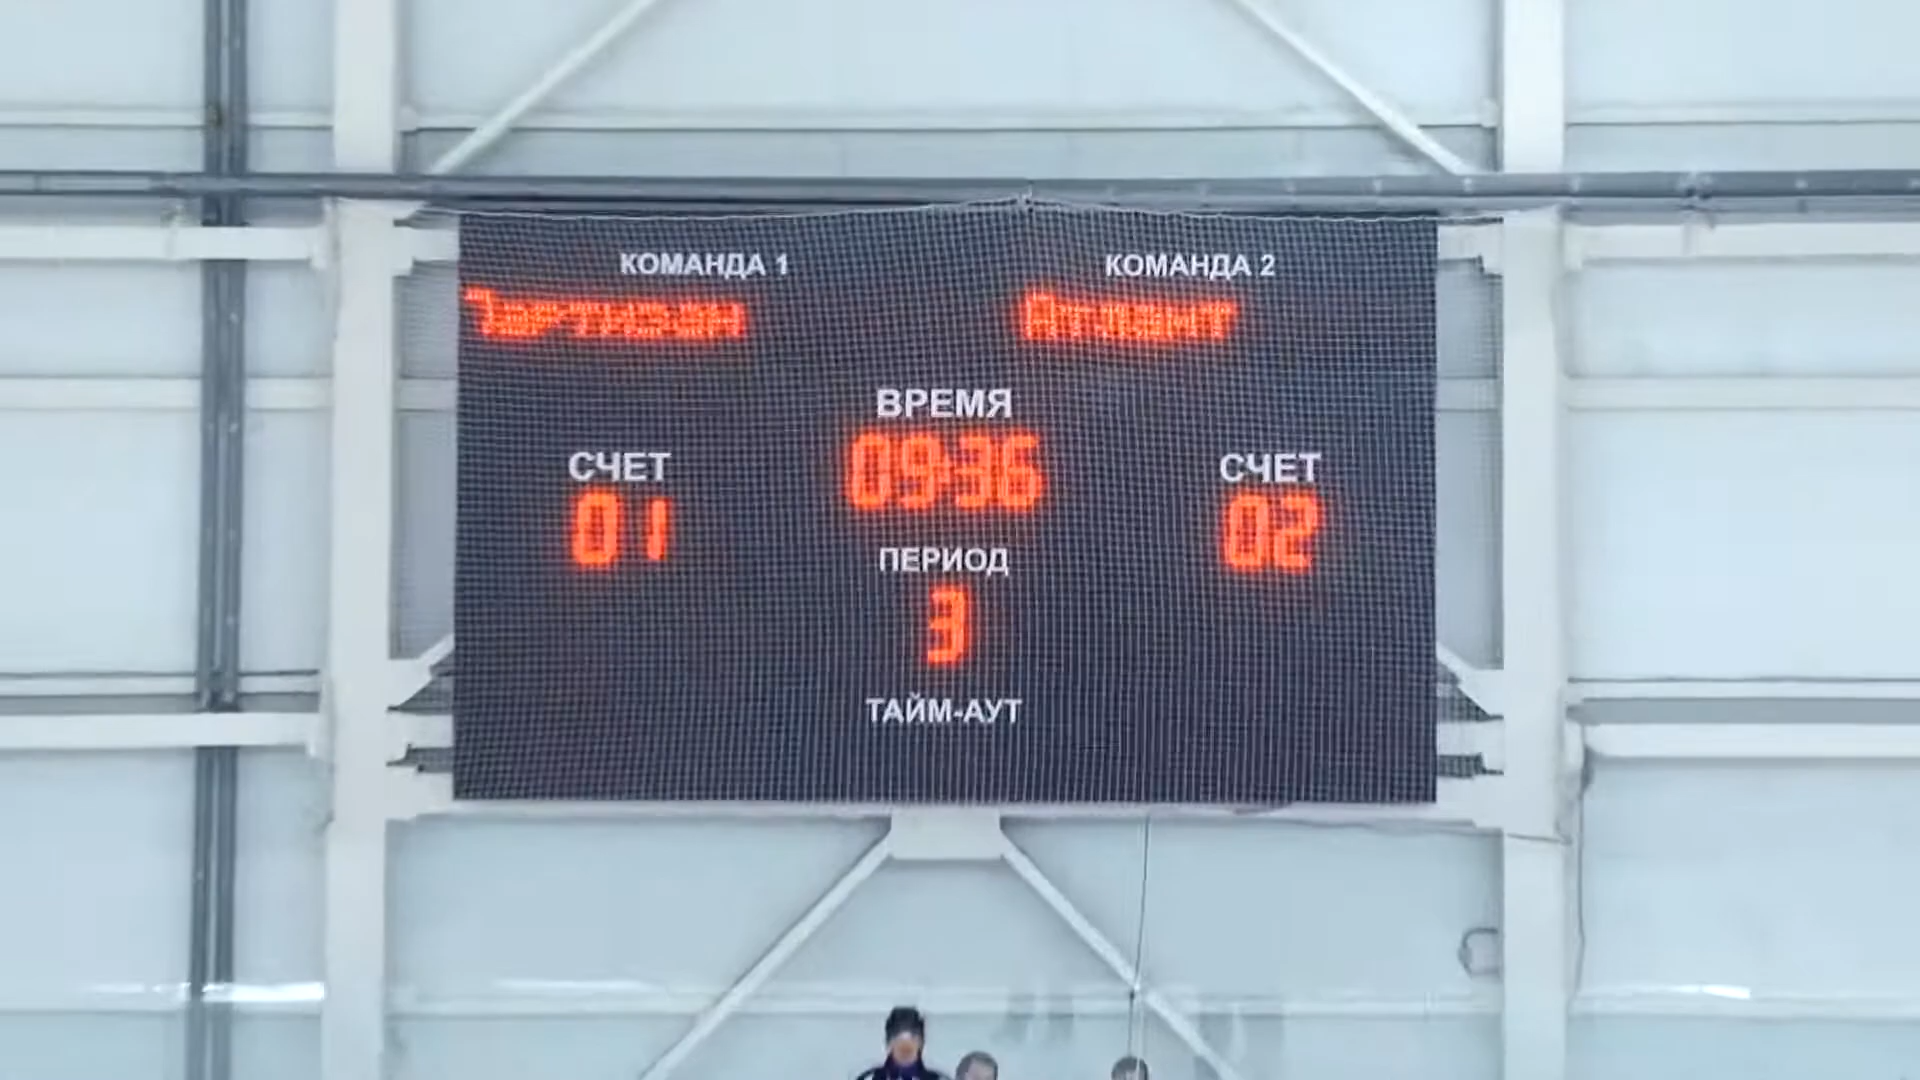 КОМАНДА 1 КОМАНДА 2
Партизан Атлант
ВРЕМЯ
09:36
СЧЕТ СЧЕТ
01 02
ПЕРИОД
3
ТАЙМ-АУТ